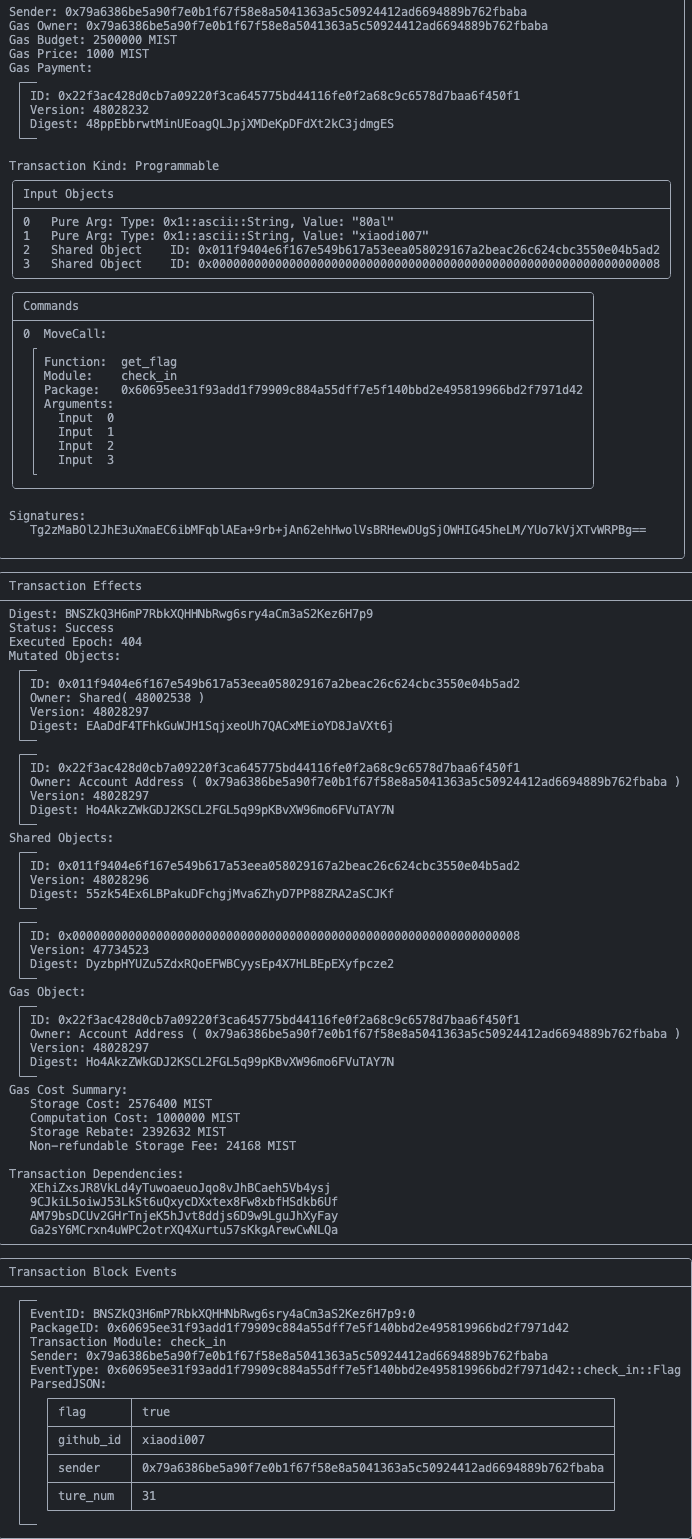 Sender: 0x79a6386be5a90f7e0b1f67f58e8a5041363a5c50924412ad6694889b762fbaba
Gas Owner: 0x79a6386be5a90f7e0b1f67f58e8a5041363a5c50924412ad6694889b762fbaba
Gas Budget: 2500000 MIST
Gas Price: 1000 MIST
Gas Payment:
ID: 0x22f3ac428d0cb7a09220f3ca645775bd44116fe0f2a68c9c6578d7baa6f450f1
Version: 48028232
Digest: 48ppEbbrwtMinUEoagQLJpjXMDeKpDFdXt2kC3jdmgES
Transaction Kind: Programmable
Input Objects
0 Pure Arg: Type: 0x1::ascii::String, Value: "80al"
1 Pure Arg: Type: 0x1::ascii::String, Value: "xiaodi007"
2 Shared Object ID: 0x011f9404e6f167e549b617a53eea058029167a2beac26c624cbc3550e04b5ad2
3 Shared Object ID: 0x0000000000000000000000000000000000000000000000000000000000000008
Commands
0 MoveCall:
Function: get_flag
Module: check_in
Package: 0x60695ee31f93add1f79909c884a55dff7e5f140bbd2e495819966bd2f7971d42
Arguments:
Input 0
Input 1
Input 2
Input 3
Signatures:
Tg2zMaBOl2JhE3uXmaEC6ibMFqblAEa+9rb+jAn62ehHwolVsBRHewDUgSjOWHIG45heLM/YUo7kVjXTvWRPBg==
Transaction Effects
Digest: BNSZkQ3H6mP7RbkXQHHNbRwg6sry4aCm3aS2Kez6H7p9
Status: Success
Executed Epoch: 404
Mutated Objects:
ID: 0x011f9404e6f167e549b617a53eea058029167a2beac26c624cbc3550e04b5ad2
Owner: Shared( 48002538 )
Version: 48028297
Digest: EAaDdF4TFhkGuWJH1SqjxeoUh7QACxMEioYD8JaVXt6j
ID: 0x22f3ac428d0cb7a09220f3ca645775bd44116fe0f2a68c9c6578d7baa6f450f1
Owner: Account Address ( 0x79a6386be5a90f7e0b1f67f58e8a5041363a5c50924412ad6694889b762fbaba )
Version: 48028297
Digest: Ho4AkzZWkGDJ2KSCL2FGL5q99pKBvXW96mo6FVuTAY7N
Shared Objects:
ID: 0x011f9404e6f167e549b617a53eea058029167a2beac26c624cbc3550e04b5ad2
Version: 48028296
Digest: 55zk54Ex6LBPakuDFchgjMva6ZhyD7PP88ZRA2aSCJKf
ID: 0x0000000000000000000000000000000000000000000000000000000000000008
Version: 47734523
Digest: DyzbpHYUZu5ZdxRQoEFWBCyysEp4X7HLBEpEXyfpcze2
Gas Object:
ID: 0x22f3ac428d0cb7a09220f3ca645775bd44116fe0f2a68c9c6578d7baa6f450f1
Owner: Account Address ( 0x79a6386be5a90f7e0b1f67f58e8a5041363a5c50924412ad6694889b762fbaba )
Version: 48028297
Digest: Ho4AkzZWkGDJ2KSCL2FGL5q99pKBvXW96mo6FVuTAY7N
Gas Cost Summary:
Storage Cost: 2576400 MIST
Computation Cost: 1000000 MIST
Storage Rebate: 2392632 MIST
Non-refundable Storage Fee: 24168 MIST
Transaction Dependencies:
XEhiZxsJR8VkLd4yTuwoaeuoJqo8vJhBCaeh5Vb4ysj
9CJkiL5oiwJ53LkSt6uQxycDXxtex8Fw8xbfHSdkb6Uf
AM79bsDCUv2GHrTnjeK5hJvt8ddjs6D9w9LguJhXyFay
Ga2sY6MCrxn4uWPC2otrXQ4Xurtu57sKkgArewCwNLQa
Transaction Block Events
EventID: BNSZkQ3H6mP7RbkXQHHNbRwg6sry4aCm3aS2Kez6H7p9:0
PackageID: 0x60695ee31f93add1f79909c884a55dff7e5f140bbd2e495819966bd2f7971d42
Transaction Module: check_in
Sender: 0x79a6386be5a90f7e0b1f67f58e8a5041363a5c50924412ad6694889b762fbaba
EventType: 0x60695ee31f93add1f79909c884a55dff7e5f140bbd2e495819966bd2f7971d42::check_in::Flag
ParsedJSON:
flag true
github_id xiaodi007
sender 0x79a6386be5a90f7e0b1f67f58e8a5041363a5c50924412ad6694889b762fbaba
ture_num 31